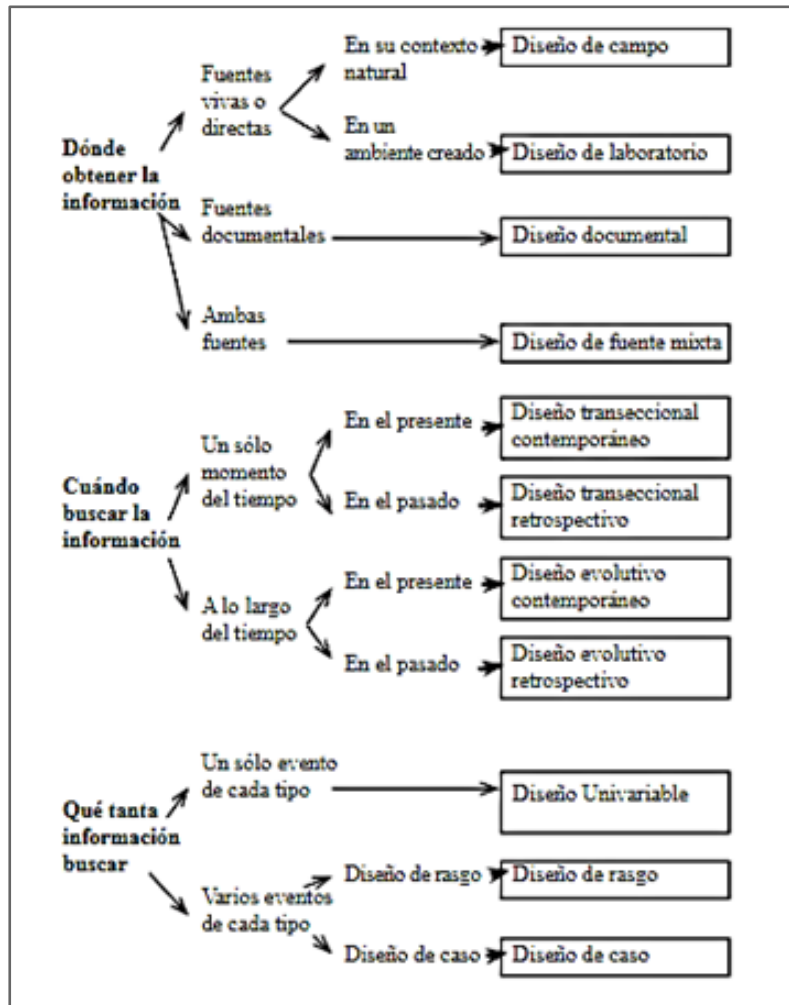 En su contexto
natural
Diseño de campo
Fuentes
vivas o
directas
En un
ambiente creado
Diseño de laboratorio
Dónde
obtener la
información
Fuentes
documentales
Diseño documental
Ambas
fuentes
Diseño de fuente mixta
En el presente
Diseño transeccional
contemporáneo
Un sólo
momento
del tiempo
En el pasado
Diseño transeccional
retrospectivo
Cuándo
buscar la
información
En el presente
Diseño evolutivo
contemporáneo
A lo largo
del tiempo
En el pasado
Diseño evolutivo
retrospectivo
Un sólo evento
de cada tipo
Diseño Univariable
Qué tanta
información
buscar
Diseño de rasgo
Diseño de rasgo
Varios eventos
de cada tipo
Diseño de caso
Diseño de caso